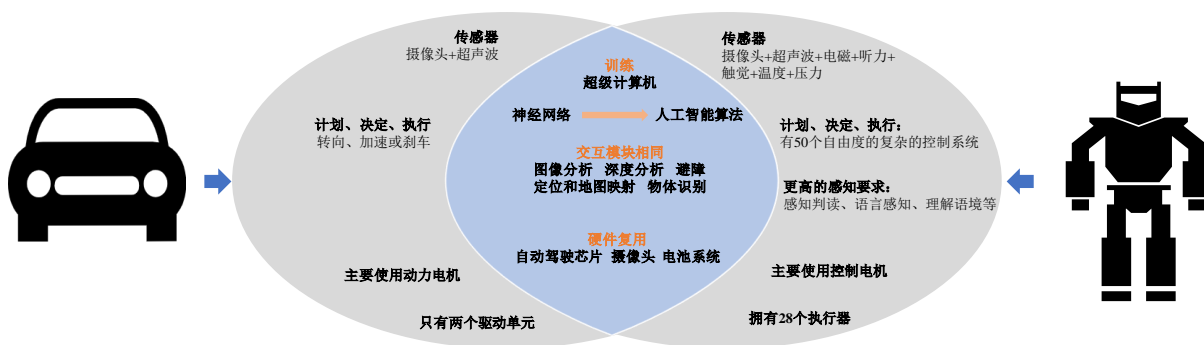 传感器
摄像头+超声波
计划、决定、执行
转向、加速或刹车
主要使用动力电机
只有两个驱动单元
训练
超级计算机
神经网络 人工智能算法
交互模块相同
图像分析 深度分析 避障
定位和地图映射 物体识别
硬件复用
自动驾驶芯片 摄像头 电池系统
传感器
摄像头+超声波+电磁+听力+
触觉+温度+压力
计划、决定、执行：
有50个自由度的复杂的控制系统
更高的感知要求：
感知判读、语言感知、理解语境等
主要使用控制电机
拥有28个执行器